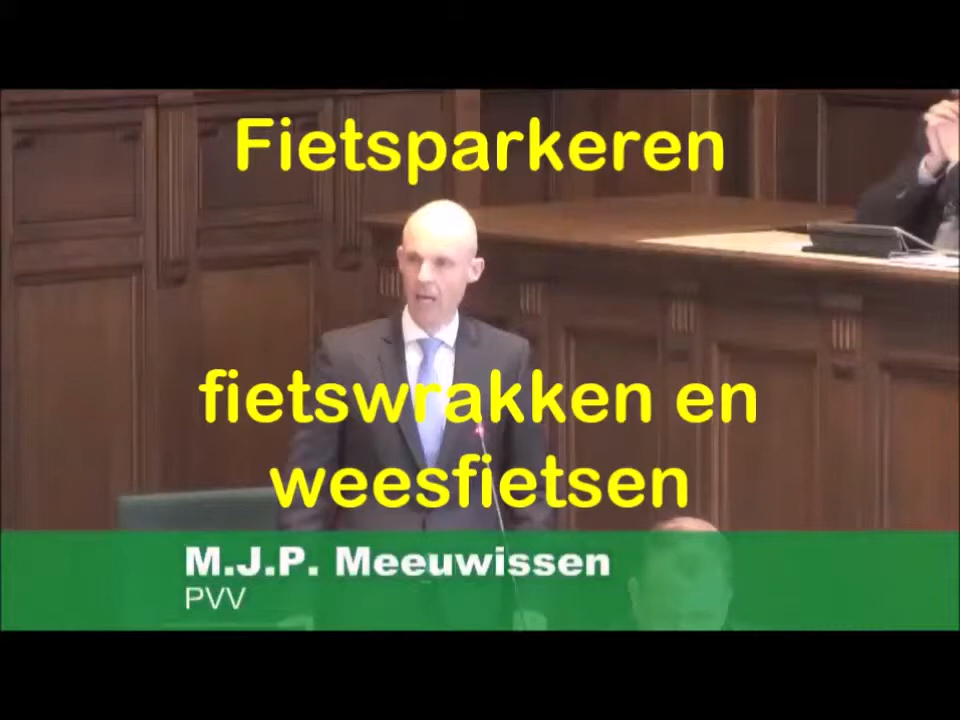 Fietsparkeren
fietswrakken en
weesfietsen
M.J.P. Meeuwissen
PVV